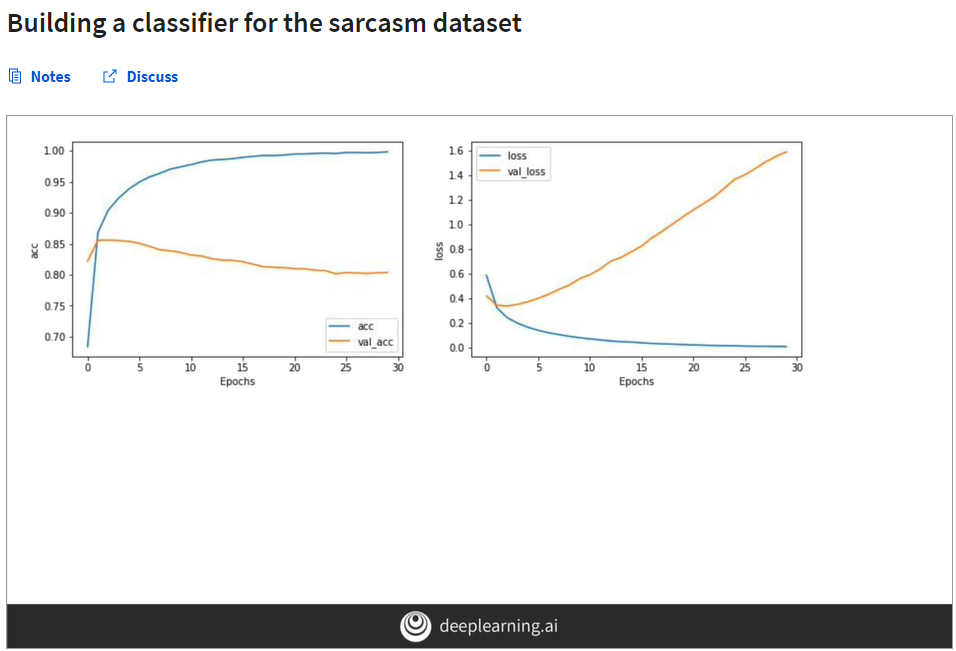 Building a classifier for the sarcasm dataset
Notes Discuss
1.00
0.95
0.90
0.85
0.80
0.75
0.70
acc
acc
val_acc
0 5 10 15 20 25 30
Epochs
1.6
1.4
1.2
1.0
0.8
0.6
0.4
0.2
0.0
loss
loss
val_loss
0 5 10 15 20 25 30
Epochs
deeplearning.ai